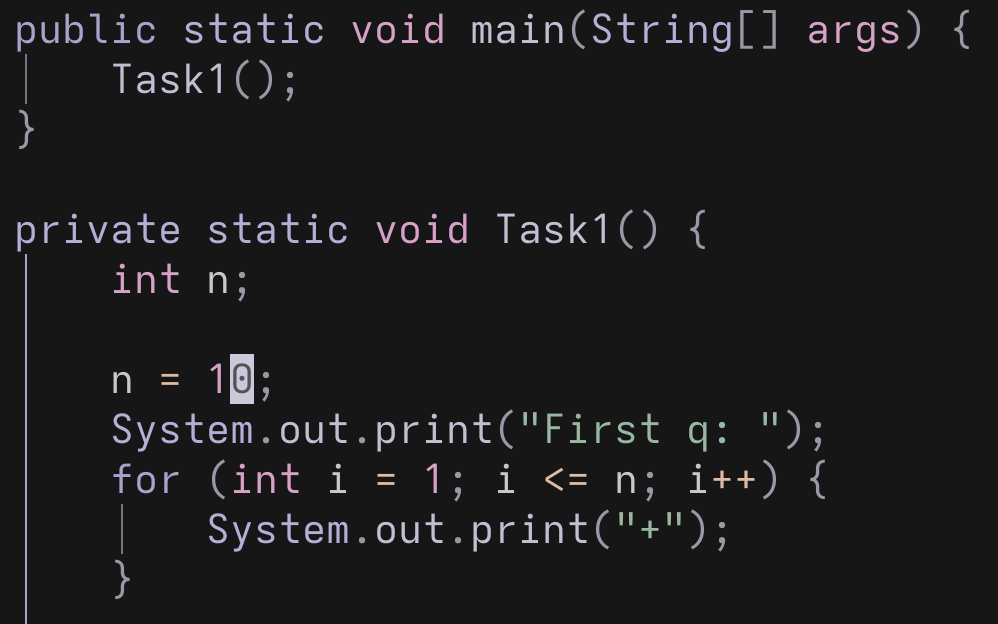 public static void main(String[] args) {
    Task1();
}

private static void Task1() {
    int n;

    n = 10;
    System.out.print("First q: ");
    for (int i = 1; i <= n; i++) {
        System.out.print("+");
    }